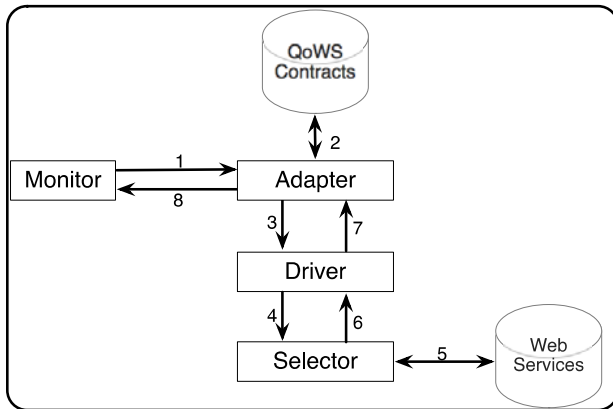 QoWS
Contracts
2
1
Monitor
Adapter
8
3
7
Driver
4
6
Selector
5
Web
Services